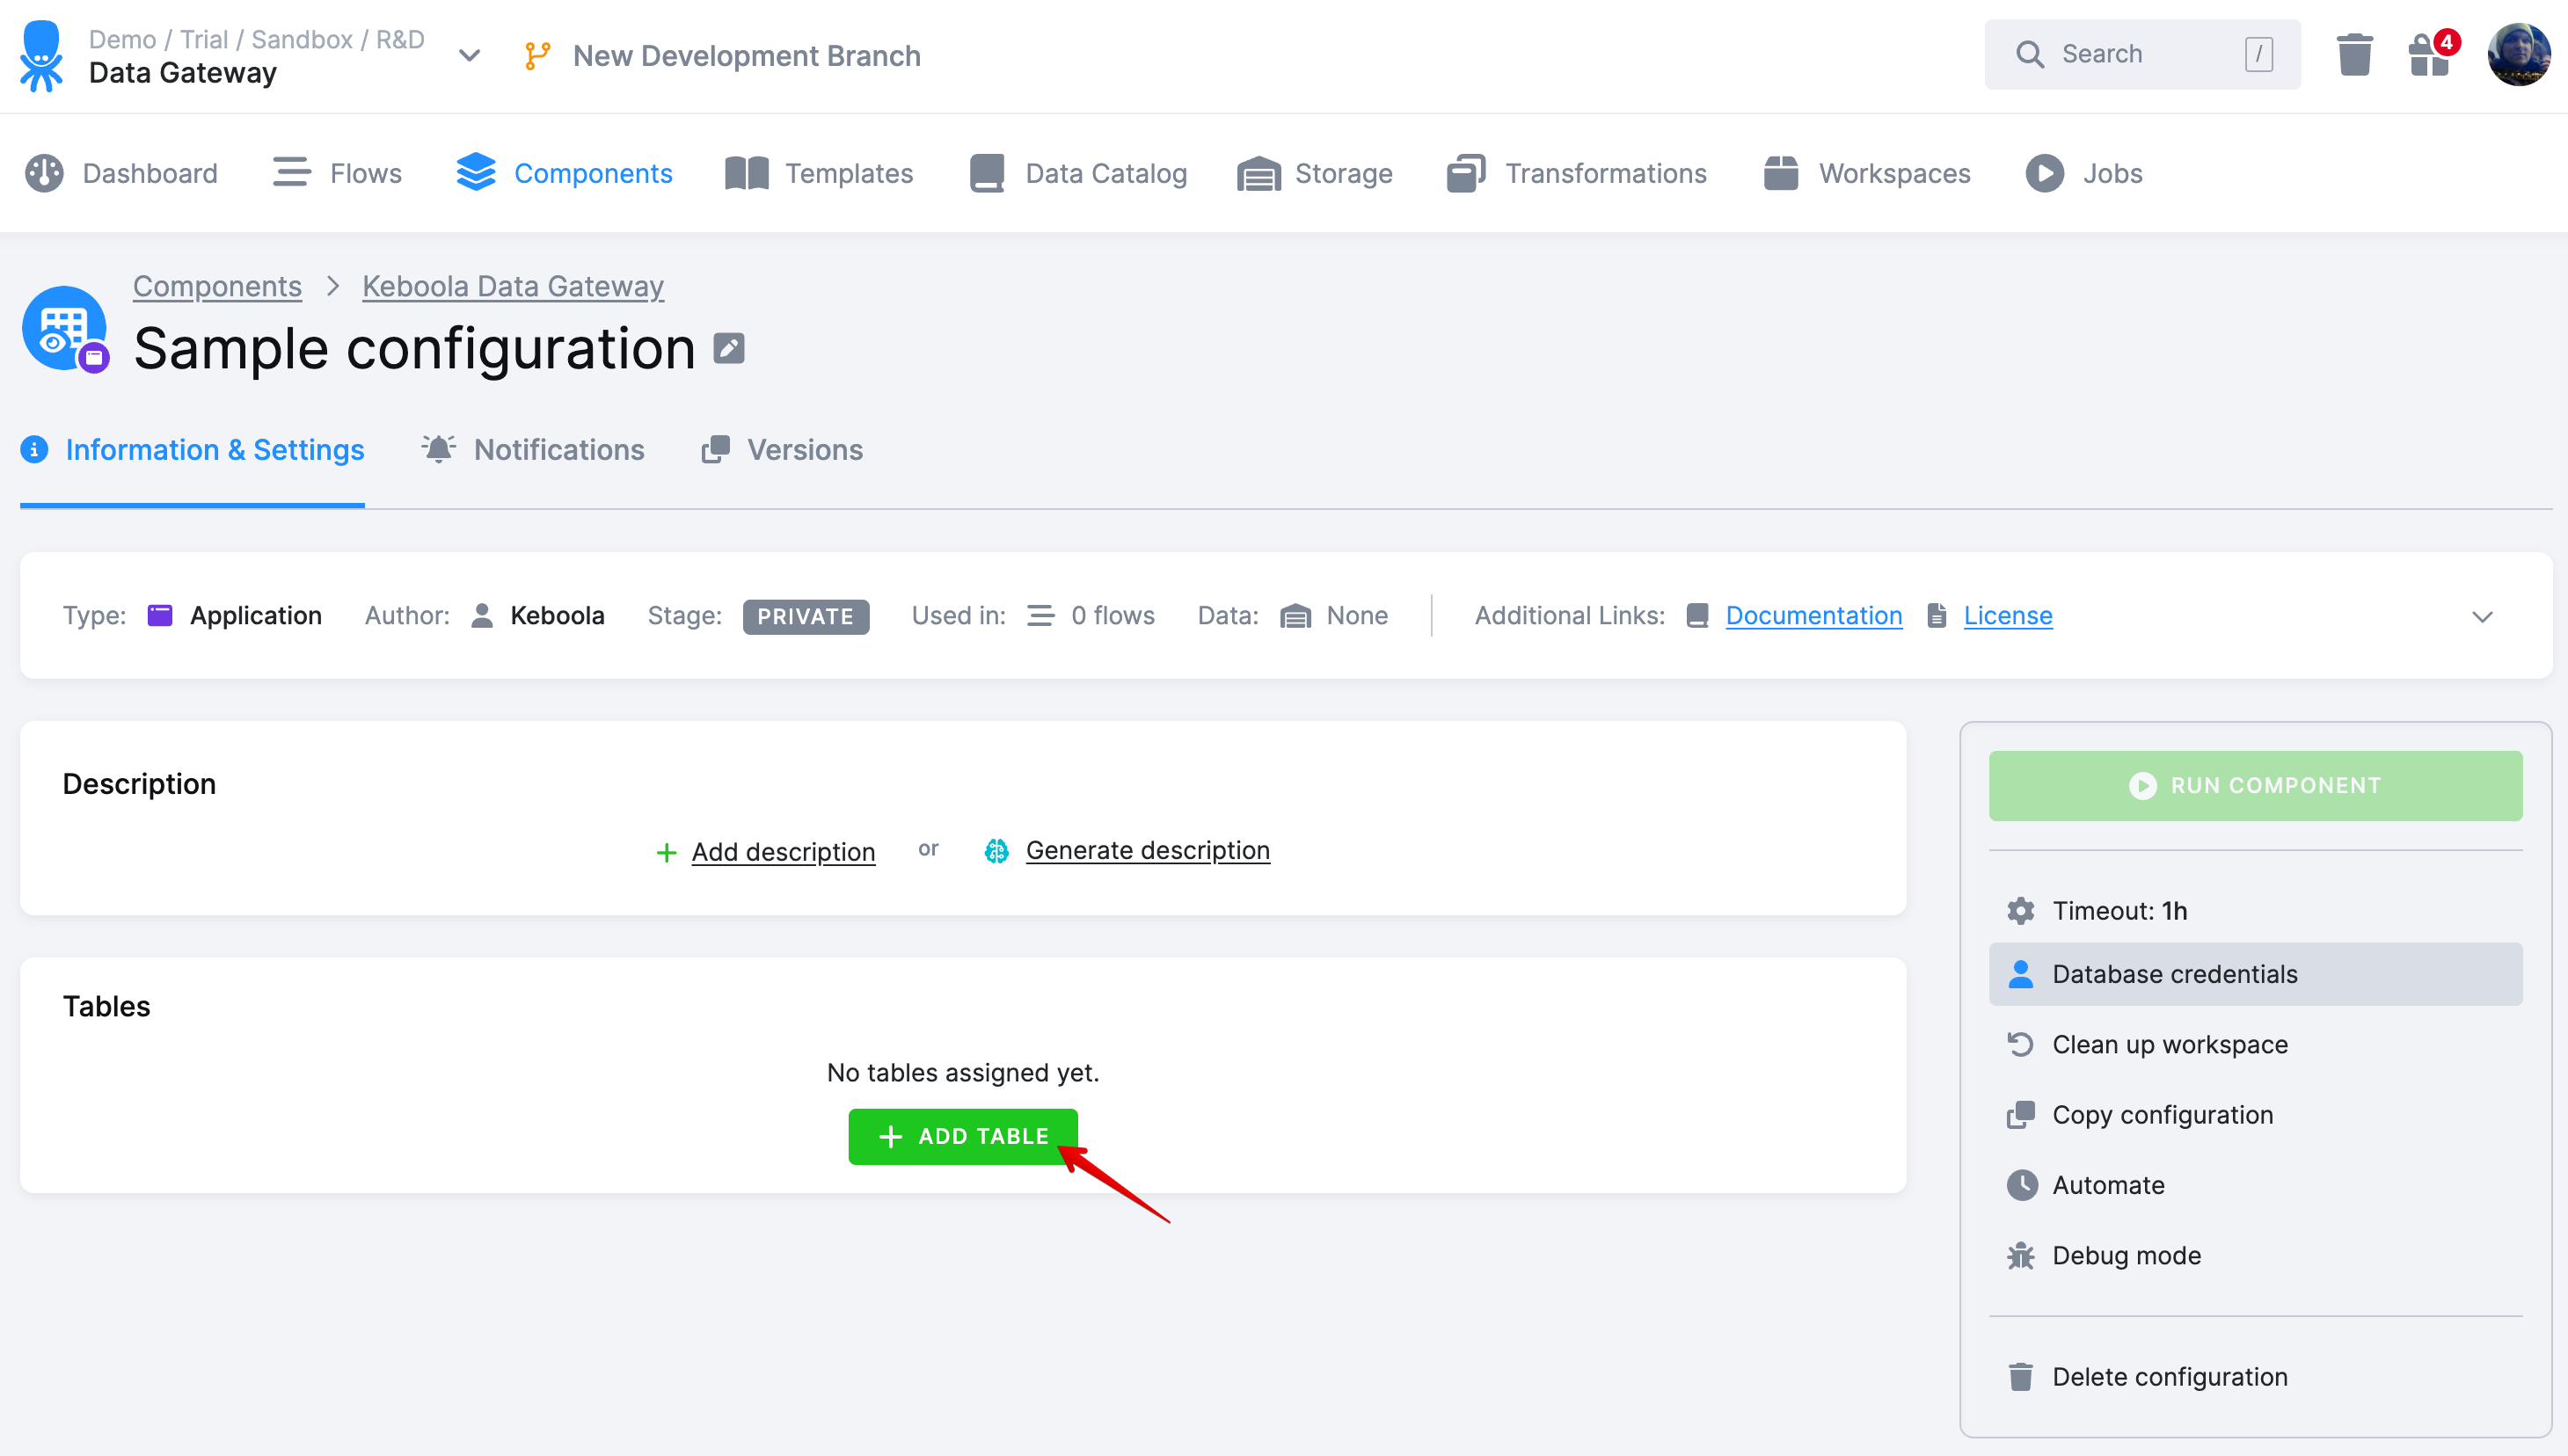 Demo / Trial / Sandbox / R&D
Data Gateway
New Development Branch
Search
/
4
Dashboard
Flows
Components
Templates
Data Catalog
Storage
Transformations
Workspaces
Jobs
Components > Keboola Data Gateway
Sample configuration
Information & Settings
Notifications
Versions
Type: Application Author: Keboola Stage: PRIVATE Used in: 0 flows Data: None Additional Links: Documentation License
Description
Add description or Generate description
Tables
No tables assigned yet.
+ ADD TABLE
RUN COMPONENT
Timeout: 1h
Database credentials
Clean up workspace
Copy configuration
Automate
Debug mode
Delete configuration